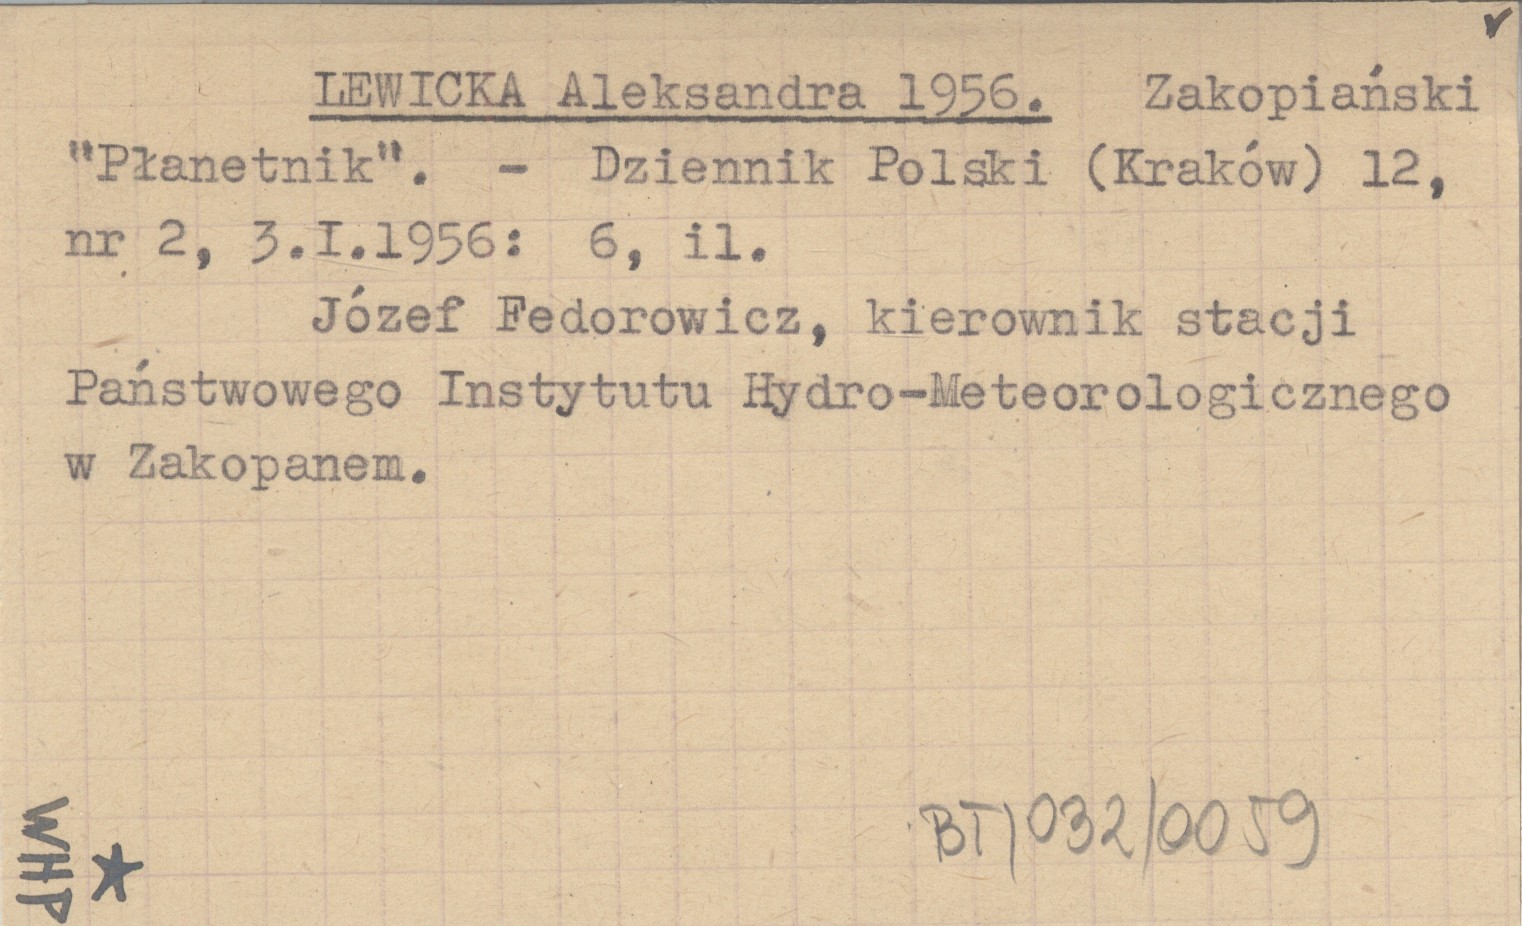 LEWICKA Aleksandra 1956. Zakopiański
"Płanetnik". - Dziennik Polski (Kraków) 12,
nr 2, 3.I.1956: 6, il.
Józef Fedorowicz, kierownik stacji
Państwowego Instytutu Hydro-Meteorologicznego
w Zakopanem.
BT/032/0059
WHP